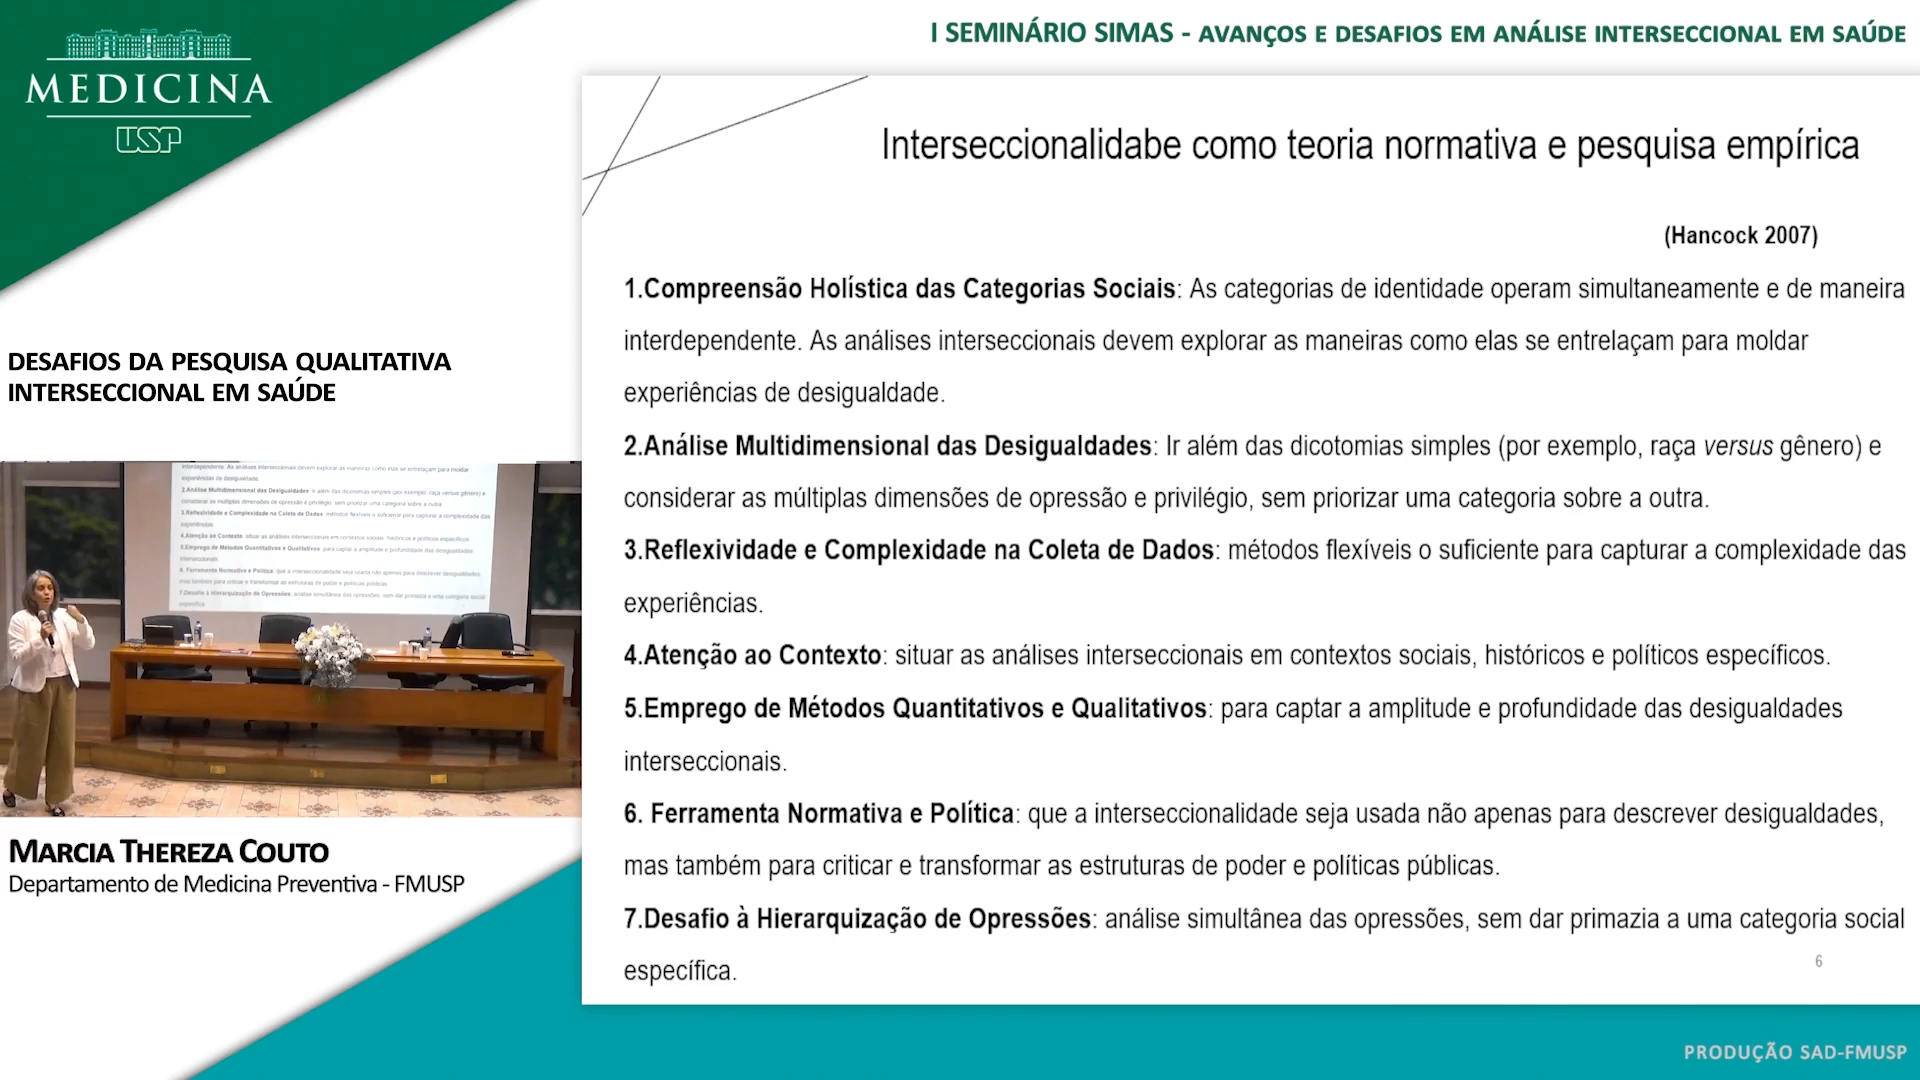 MEDICINA
USP
I SEMINÁRIO SIMAS - AVANÇOS E DESAFIOS EM ANÁLISE INTERSECCIONAL EM SAÚDE
DESAFIOS DA PESQUISA QUALITATIVA
INTERSECCIONAL EM SAÚDE
MARCIA THEREZA COUTO
Departamento de Medicina Preventiva - FMUSP
Interseccionalidabe como teoria normativa e pesquisa empírica
(Hancock 2007)
1.Compreensão Holística das Categorias Sociais: As categorias de identidade operam simultaneamente e de maneira
interdependente. As análises interseccionais devem explorar as maneiras como elas se entrelaçam para moldar
experiências de desigualdade.
2.Análise Multidimensional das Desigualdades: Ir além das dicotomias simples (por exemplo, raça versus gênero) e
considerar as múltiplas dimensões de opressão e privilégio, sem priorizar uma categoria sobre a outra.
3.Reflexividade e Complexidade na Coleta de Dados: métodos flexíveis o suficiente para capturar a complexidade das
experiências.
4.Atenção ao Contexto: situar as análises interseccionais em contextos sociais, históricos e políticos específicos.
5.Emprego de Métodos Quantitativos e Qualitativos: para captar a amplitude e profundidade das desigualdades
interseccionais.
6. Ferramenta Normativa e Política: que a interseccionalidade seja usada não apenas para descrever desigualdades,
mas também para criticar e transformar as estruturas de poder e políticas públicas.
7.Desafio à Hierarquização de Opressões: análise simultânea das opressões, sem dar primazia a uma categoria social
específica.
6
PRODUÇÃO SAD-FMUSP